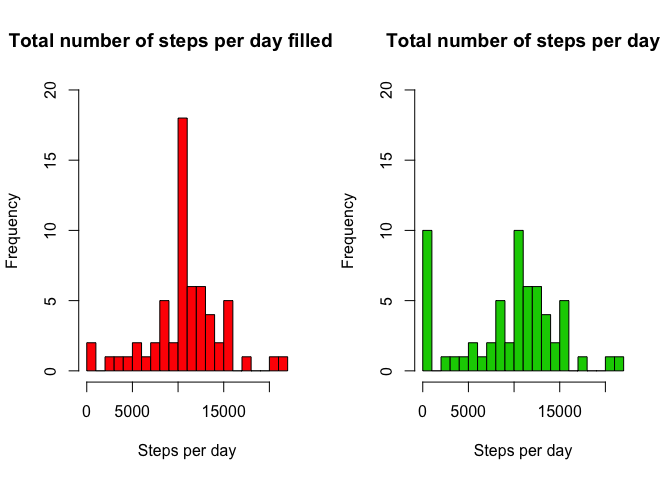 Total number of steps per day filled
Frequency
20
15
10
5
0
0 5000 15000
Steps per day
Total number of steps per day
Frequency
20
15
10
5
0
0 5000 15000
Steps per day